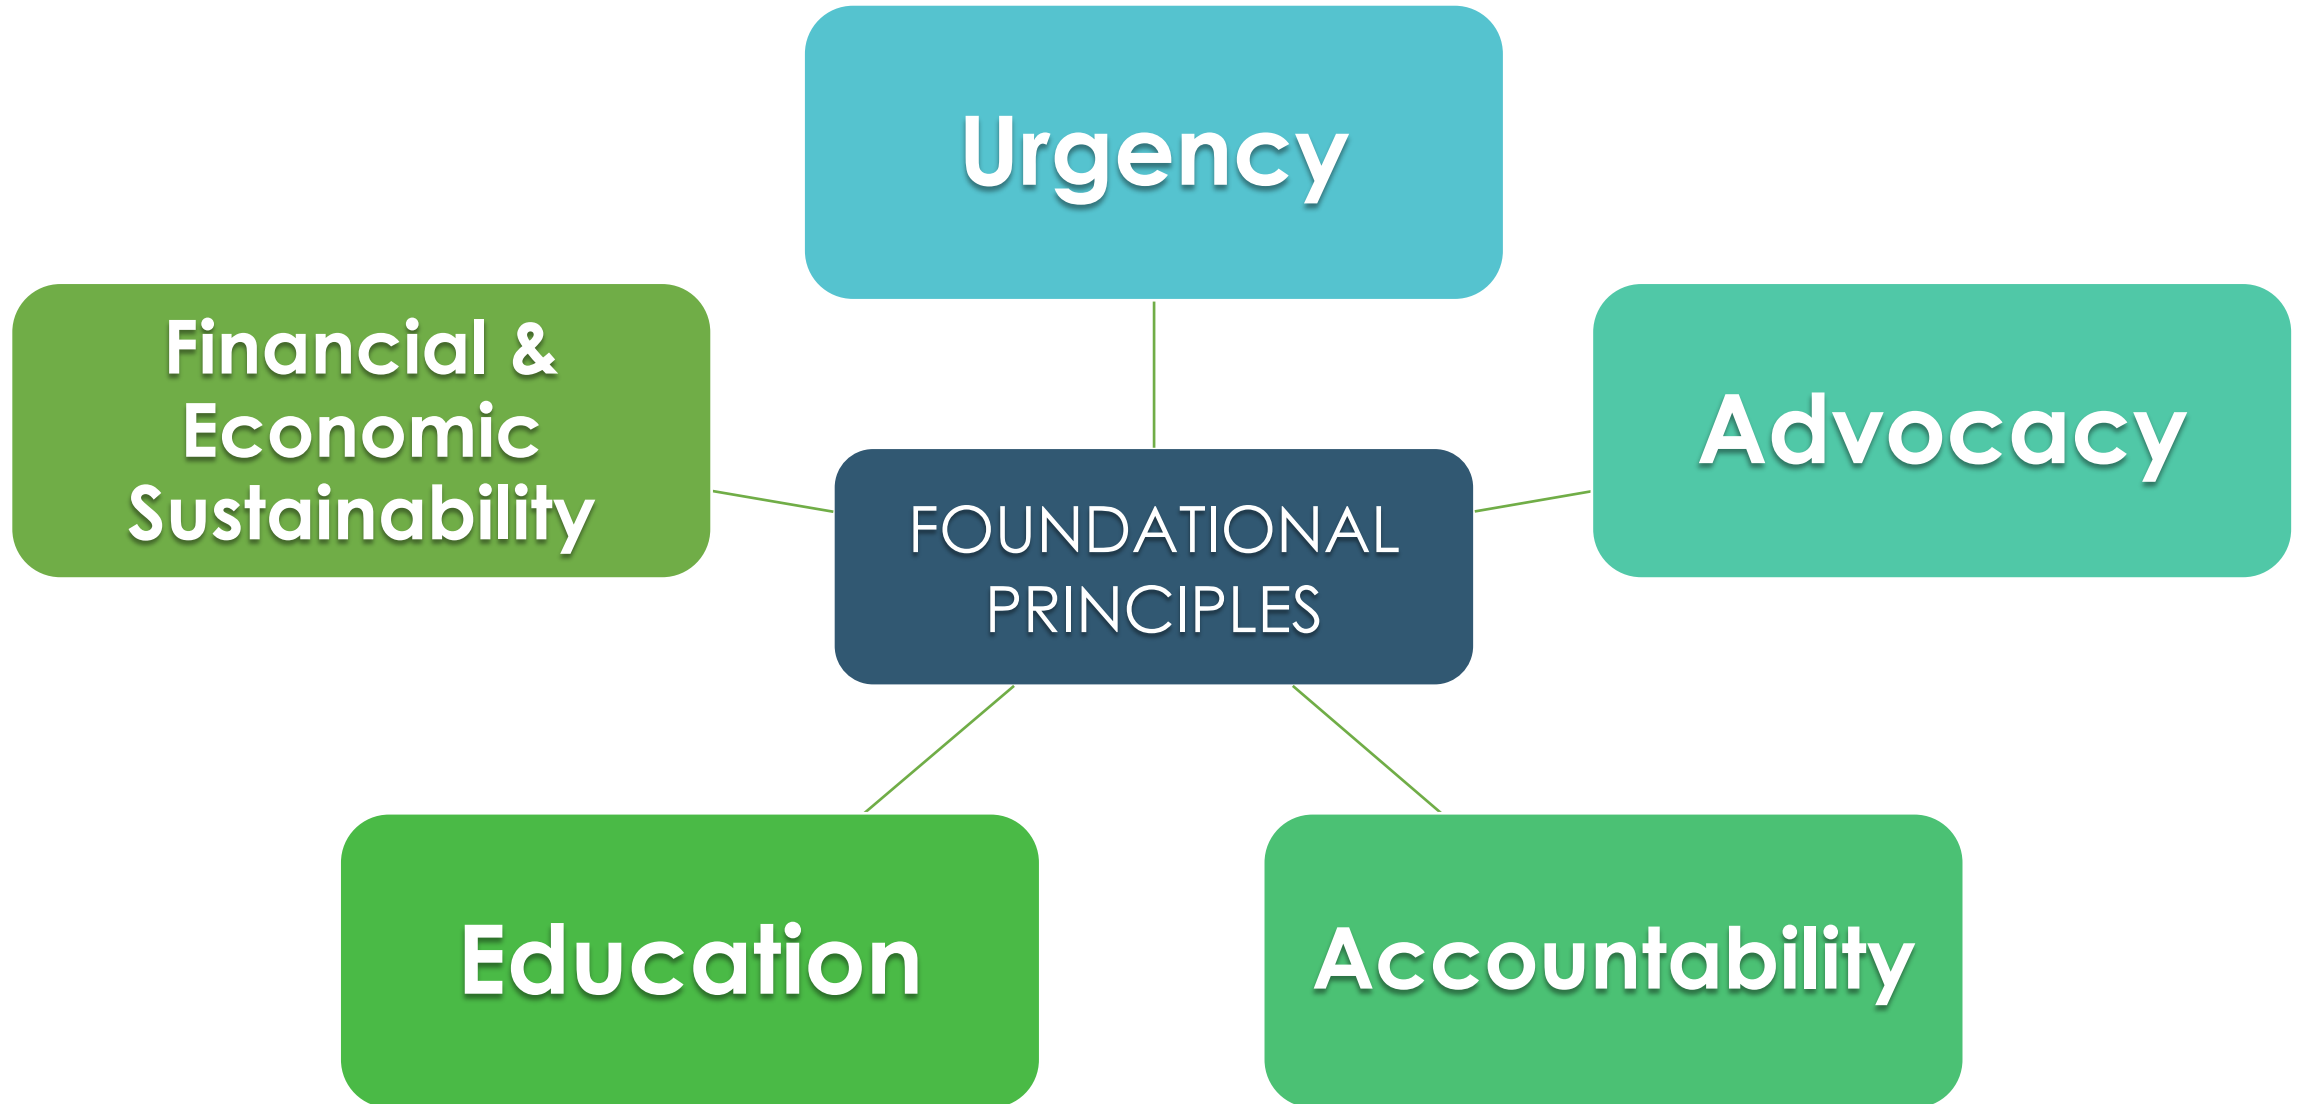 Urgency
Financial &
Economic
Sustainability
Advocacy
FOUNDATIONAL
PRINCIPLES
Education
Accountability